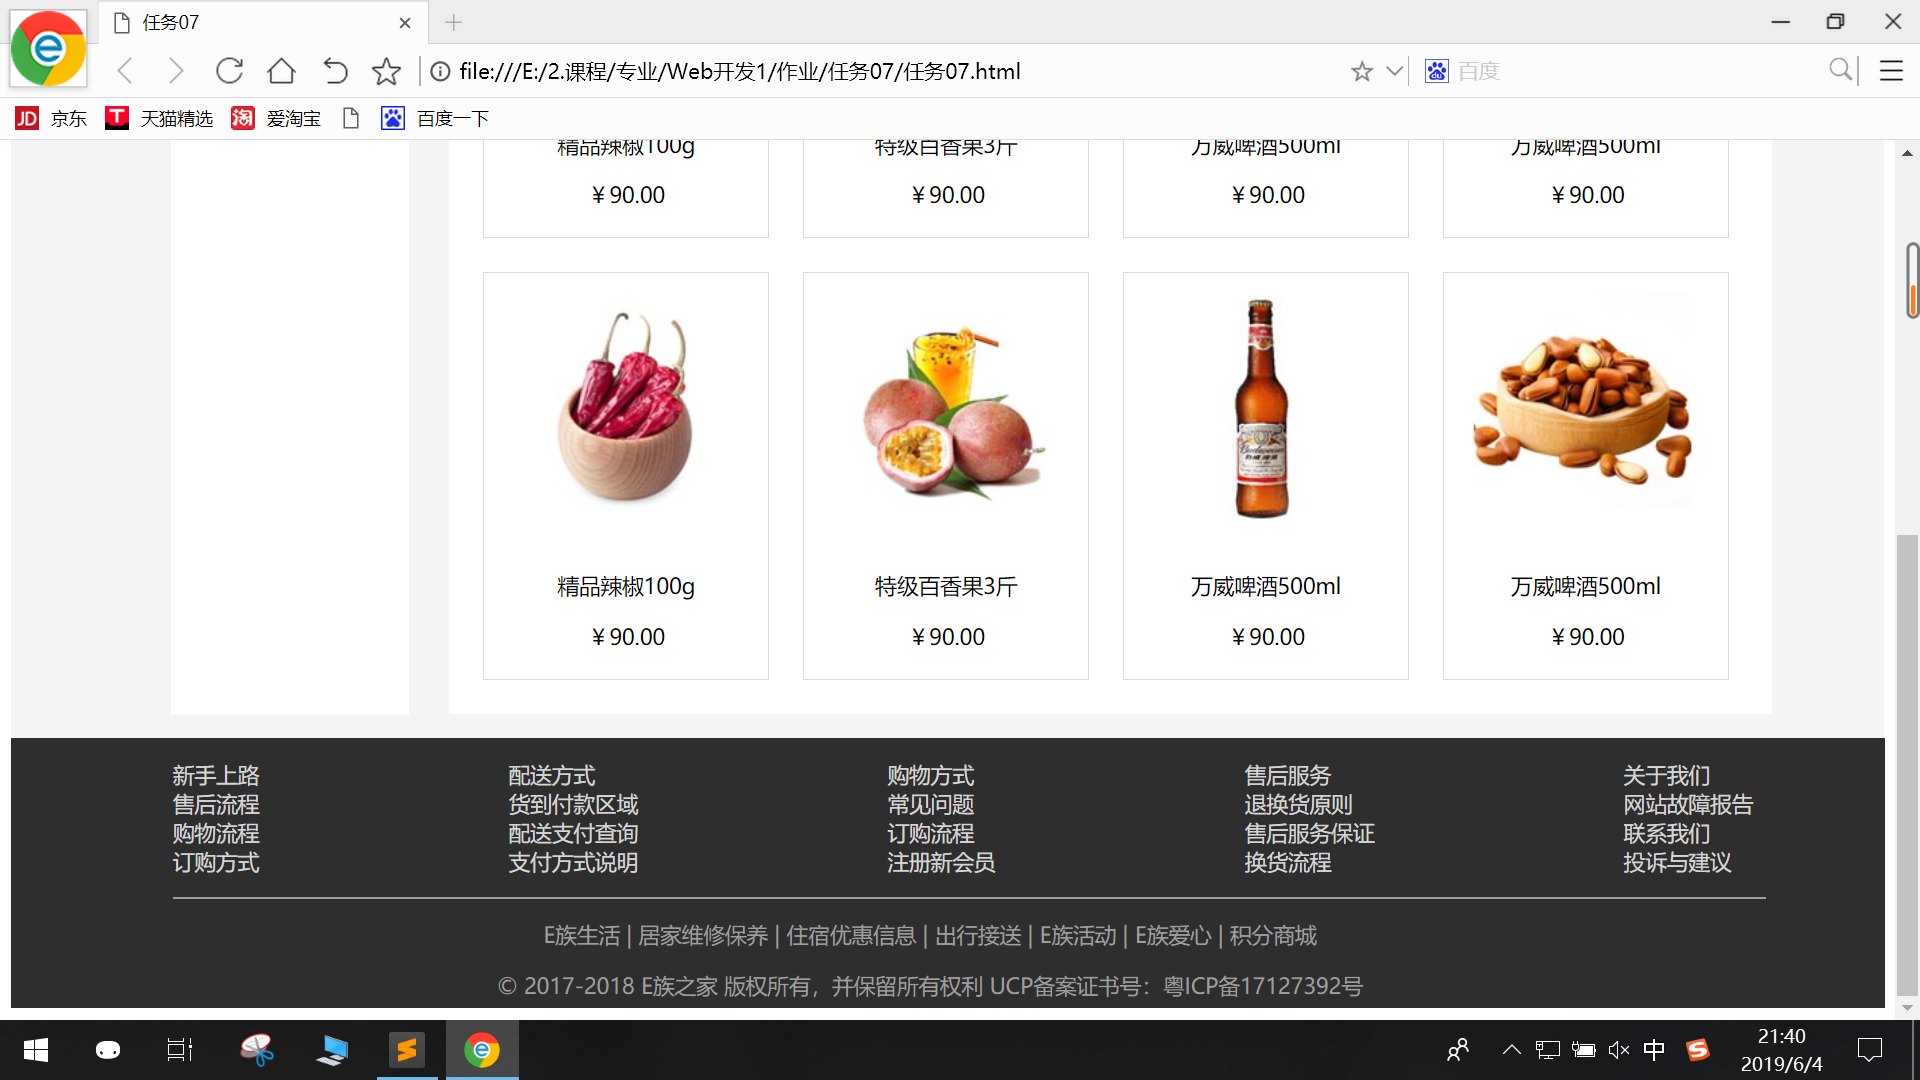 任务07
file:///E:/2.课程/专业/Web开发1/作业/任务07/任务07.html
百度
JD 京东 T 天猫精选 淘 爱淘宝 百度一下
精品辣椒100g 特级百香果3斤 万威啤酒500ml 万威啤酒500ml
¥90.00 ¥90.00 ¥90.00 ¥90.00
Budweiser
精品辣椒100g 特级百香果3斤 万威啤酒500ml 万威啤酒500ml
¥90.00 ¥90.00 ¥90.00 ¥90.00
新手上路 配送方式 购物方式 售后服务 关于我们
售后流程 货到付款区域 常见问题 退换货原则 网站故障报告
购物流程 配送支付查询 订购流程 售后服务保证 联系我们
订购方式 支付方式说明 注册新会员 换货流程 投诉与建议
E族生活 | 居家维修保养 | 住宿优惠信息 | 出行接送 | E族活动 | E族爱心 | 积分商城
© 2017-2018 E族之家 版权所有，并保留所有权利 UCP备案证书号：粤ICP备17127392号
中
S
21:40
2019/6/4